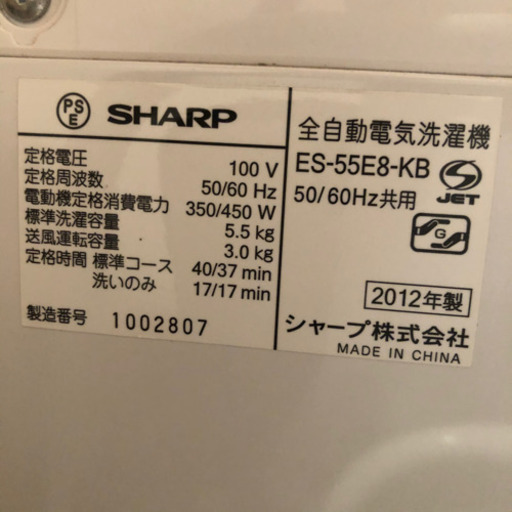 PSE SHARP
定格電圧 100 V
定格周波数 50/60 Hz
電動機定格消費電力 350/450 W
標準洗濯容量 5.5 kg
送風運転容量 3.0 kg
定格時間 標準コース 40/37 min
洗いのみ 17/17 min
製造番号 1002807
全自動電気洗濯機
ES-55E8-KB
50/60Hz共用
JET
G
2012年製
シャープ株式会社
MADE IN CHINA